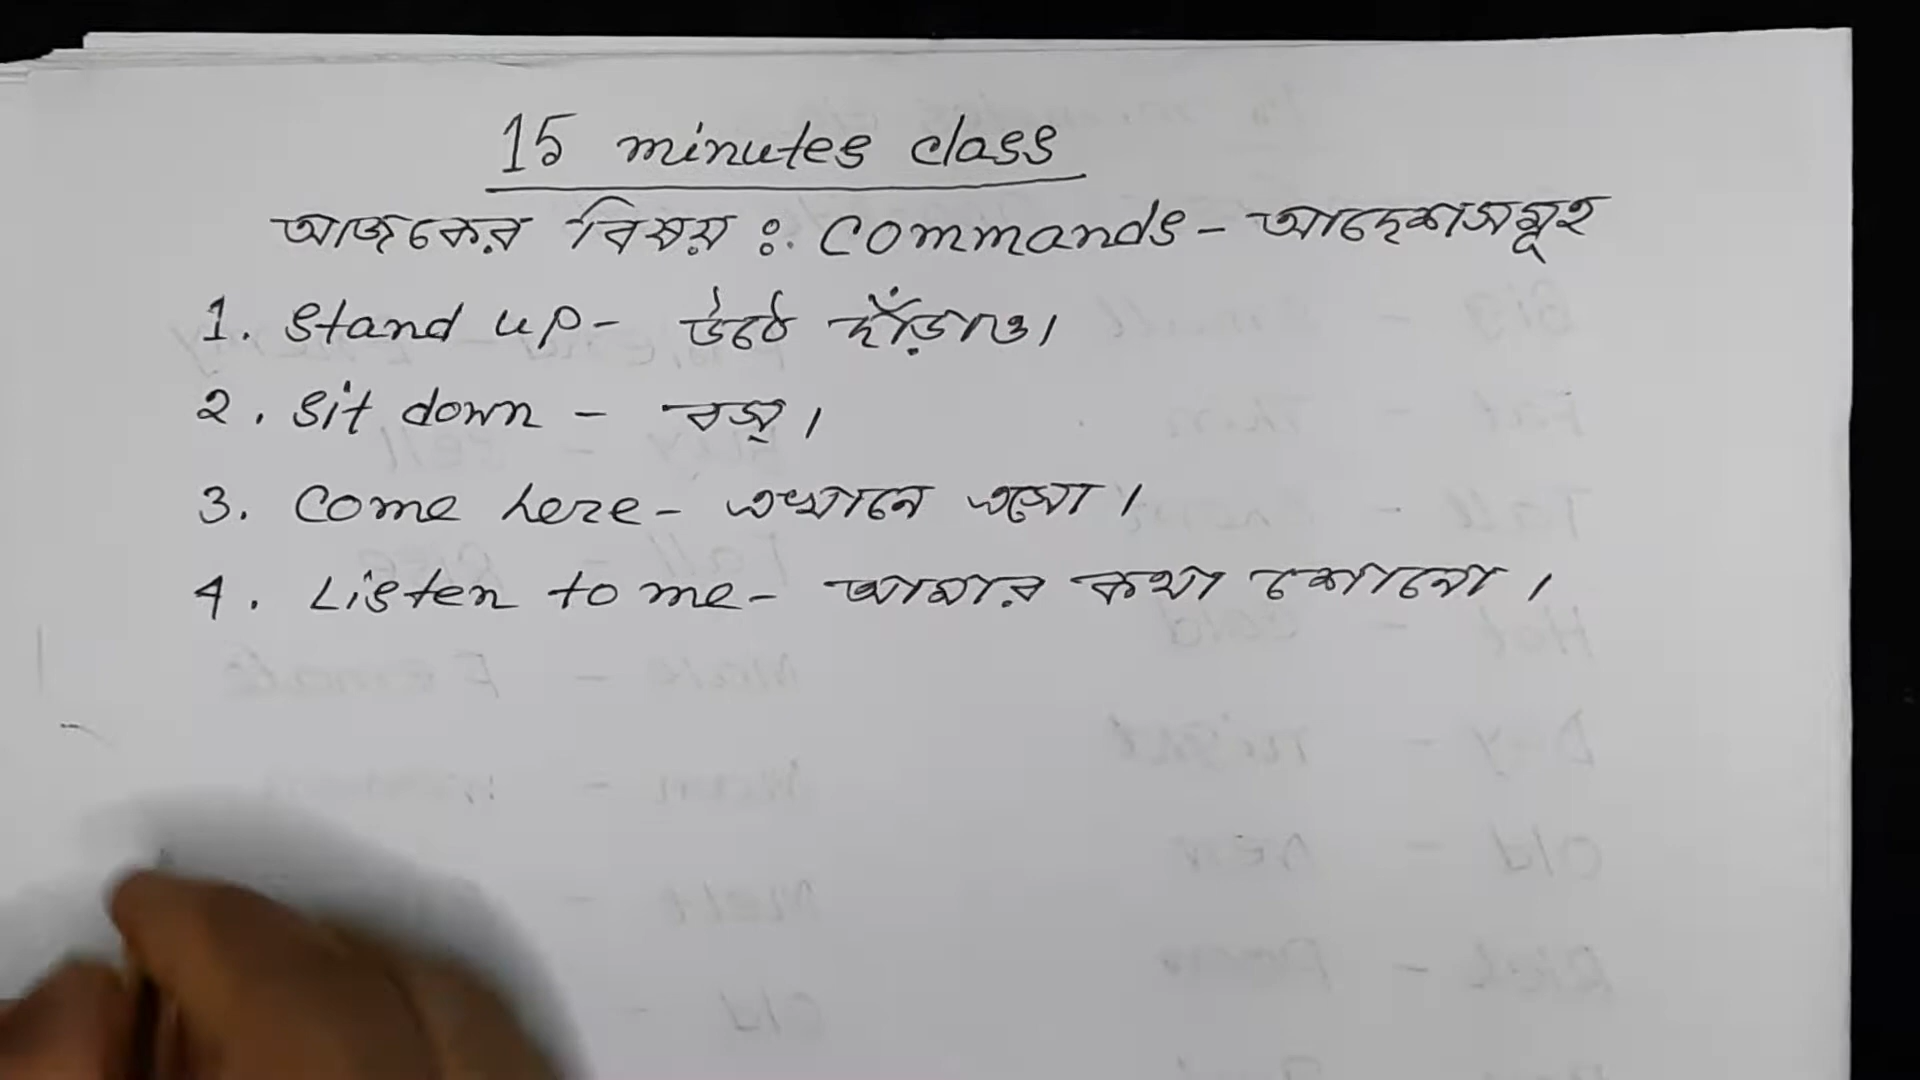 15 minutes class
আজকের বিষয় ঃ Commands - আদেশসমূহ
1. Stand up - উঠে দাঁড়াও।
2. Sit down - বসু।
3. Come here - এখানে এসো।
4. Listen to me - আমার কথা শোনো।